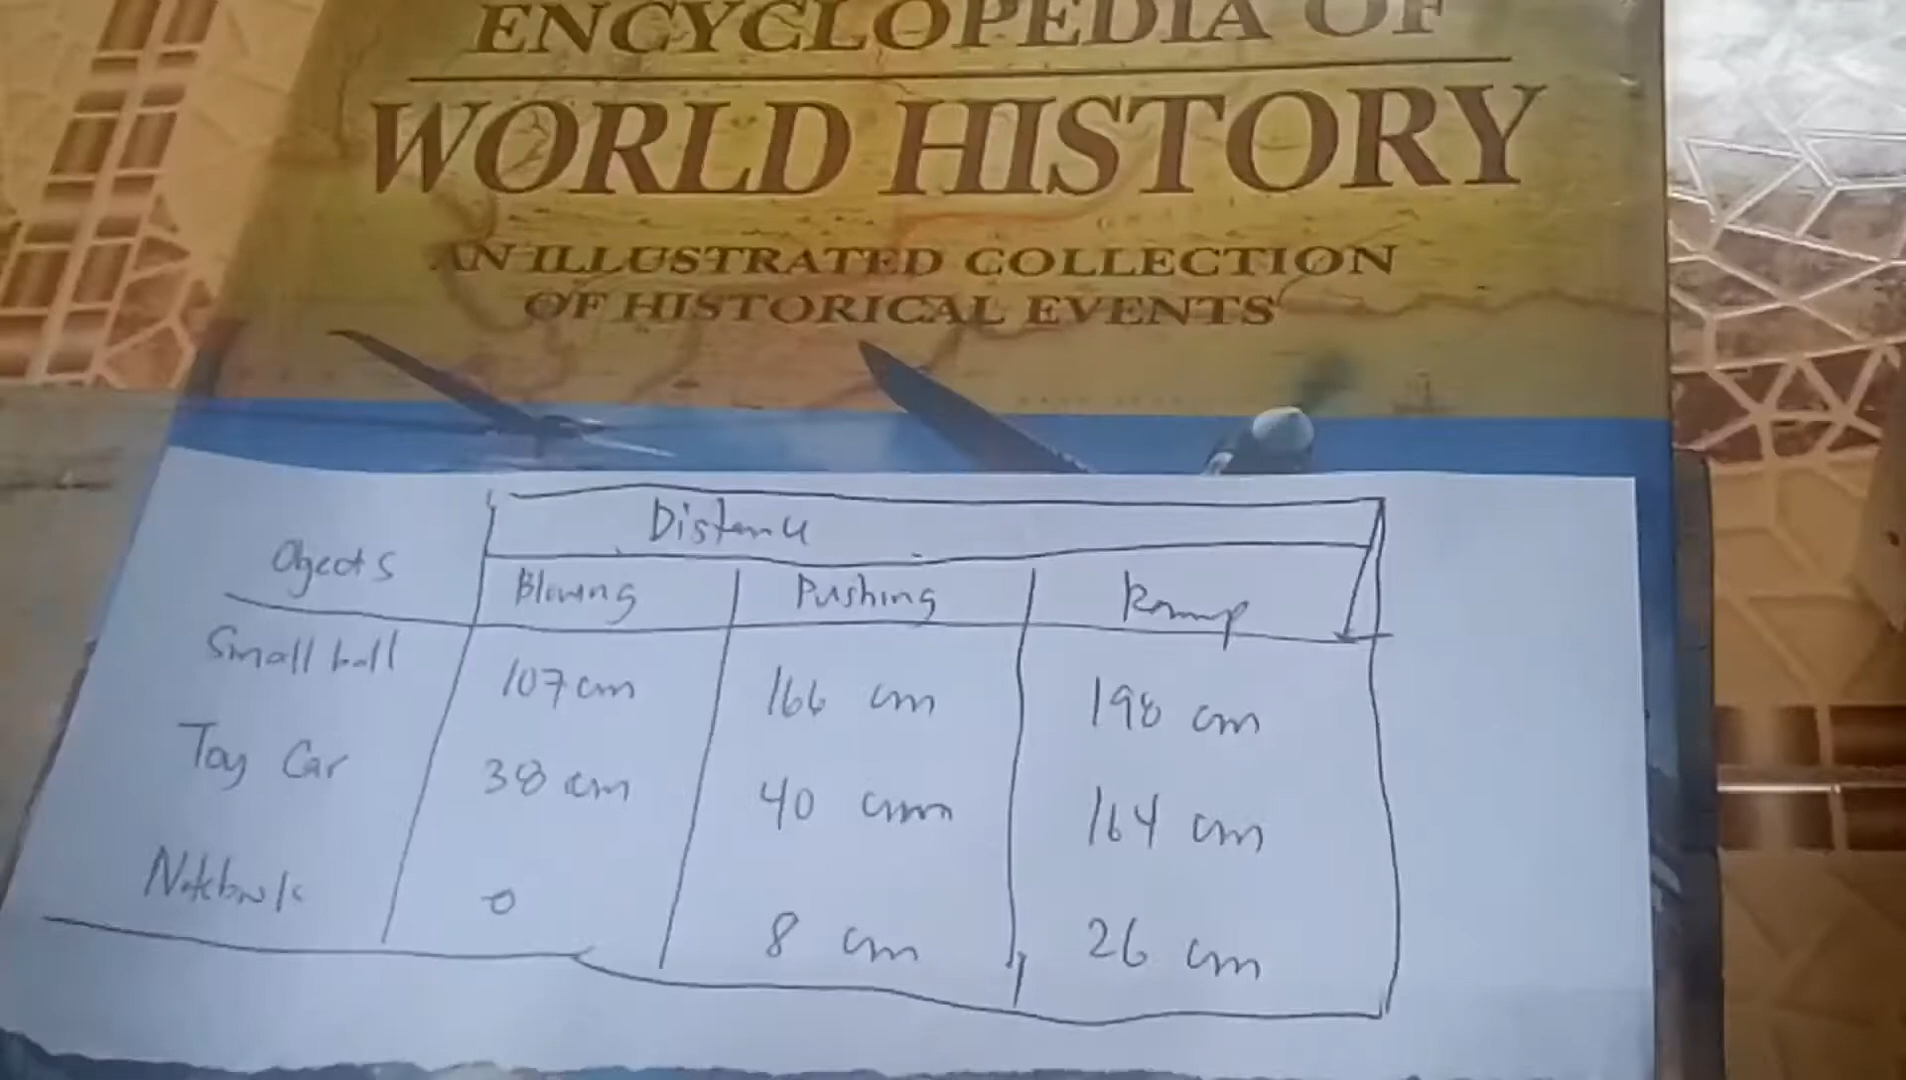 ENCYCLOPEDIA OF
WORLD HISTORY
AN ILLUSTRATED COLLECTION
OF HISTORICAL EVENTS
Distance
Objects Blowing Pushing Ramp
Small ball 107 cm 166 cm 198 cm
Toy Car 38 cm 40 cm 164 cm
Notebook 0 8 cm 26 cm